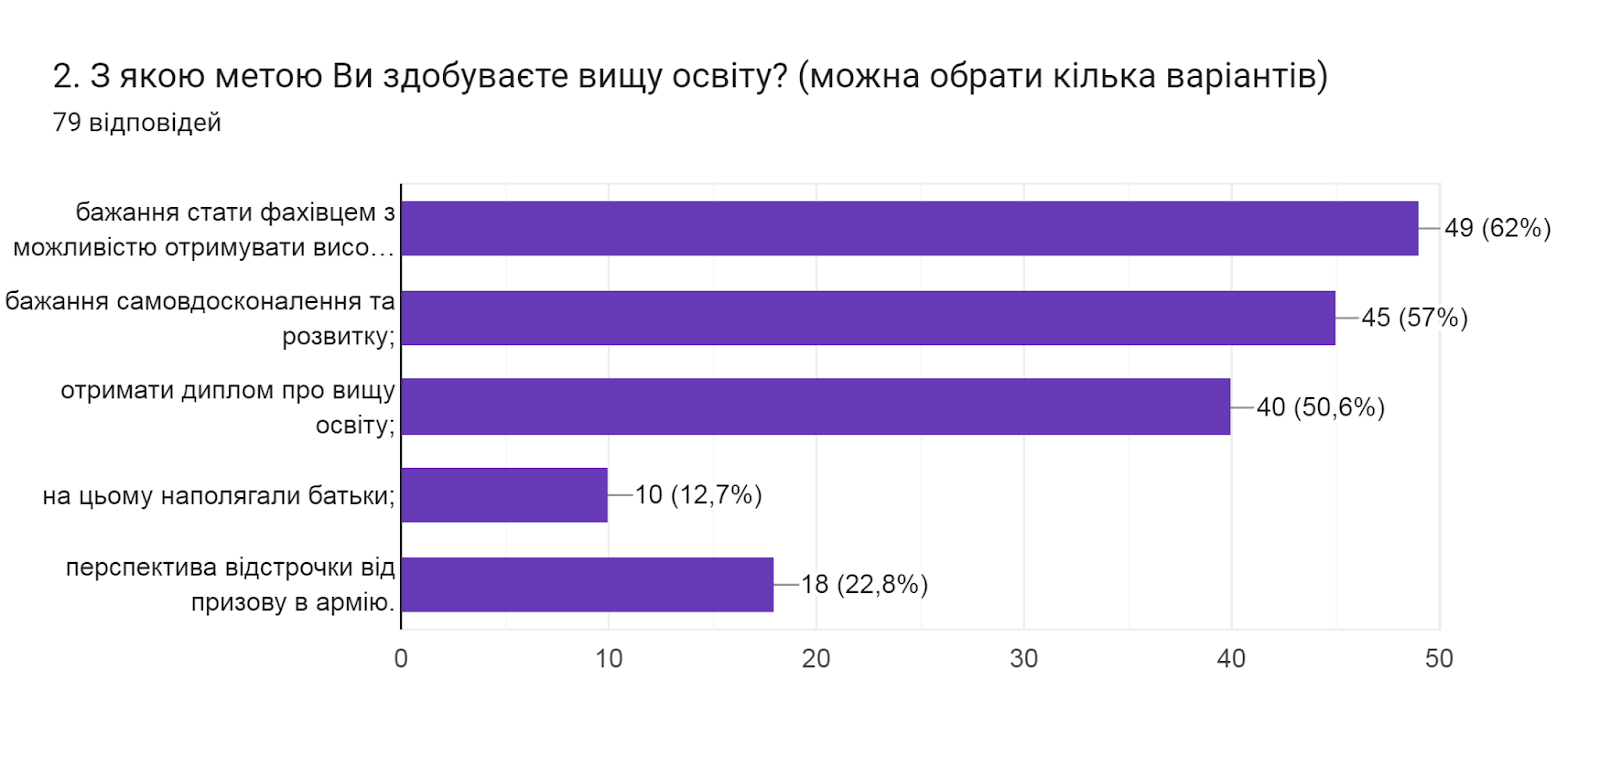 2. З якою метою Ви здобуваєте вищу освіту? (можна обрати кілька варіантів)
79 відповідей
бажання стати фахівцем з
можливістю отримувати висо…
49 (62%)
бажання самовдосконалення та
розвитку;
45 (57%)
отримати диплом про вищу
освіту;
40 (50,6%)
на цьому наполягали батьки;
10 (12,7%)
перспектива відстрочки від
призову в армію.
18 (22,8%)
0 10 20 30 40 50